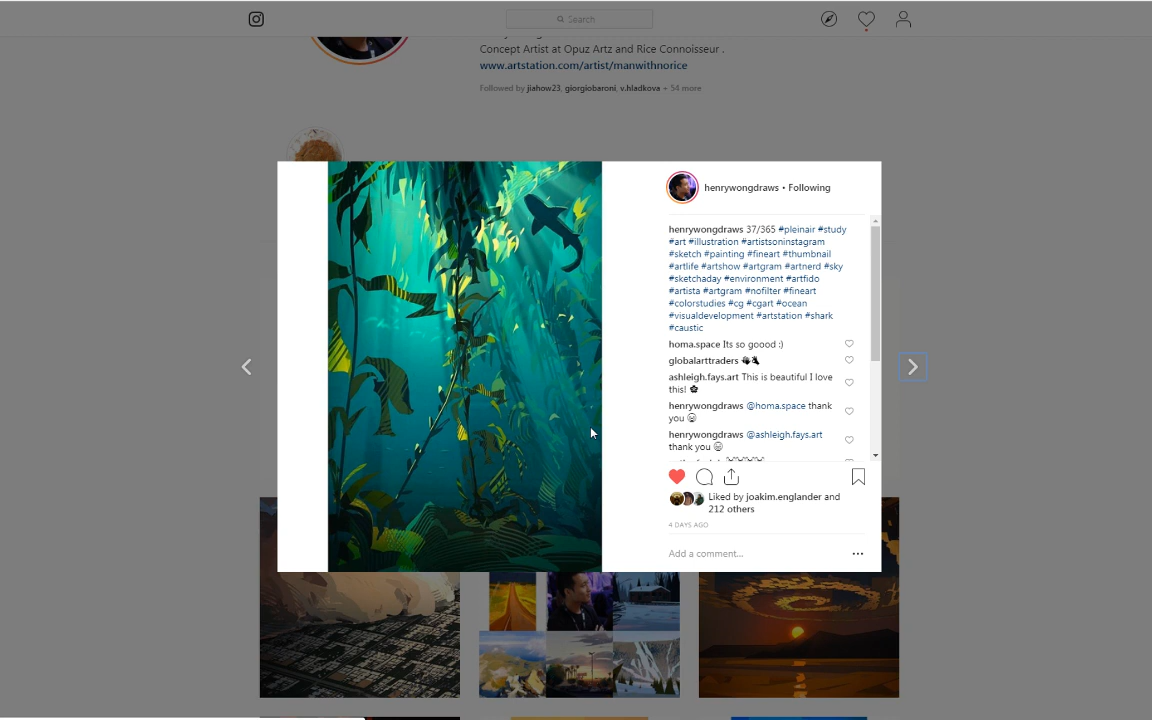 Search
Concept Artist at Opuz Artz and Rice Connoisseur .
www.artstation.com/artist/manwithnorice
Followed by jiahow23, giorgiobaroni, v.hladkova + 54 more
henrywongdraws • Following
henrywongdraws 37/365 #pleinair #study
#art #illustration #artistsoninstagram
#sketch #painting #fineart #thumbnail
#artlife #artshow #artgram #artnerd #sky
#sketchaday #environment #artfido
#artista #artgram #nofilter #fineart
#colorstudies #cg #cgart #ocean
#visualdevelopment #artstation #shark
#caustic
homa.space Its so goood :)
globalarttraders
ashleigh.fays.art This is beautiful I love
this!
henrywongdraws @homa.space thank
you
henrywongdraws @ashleigh.fays.art
thank you
Liked by joakim.englander and
212 others
4 DAYS AGO
Add a comment...